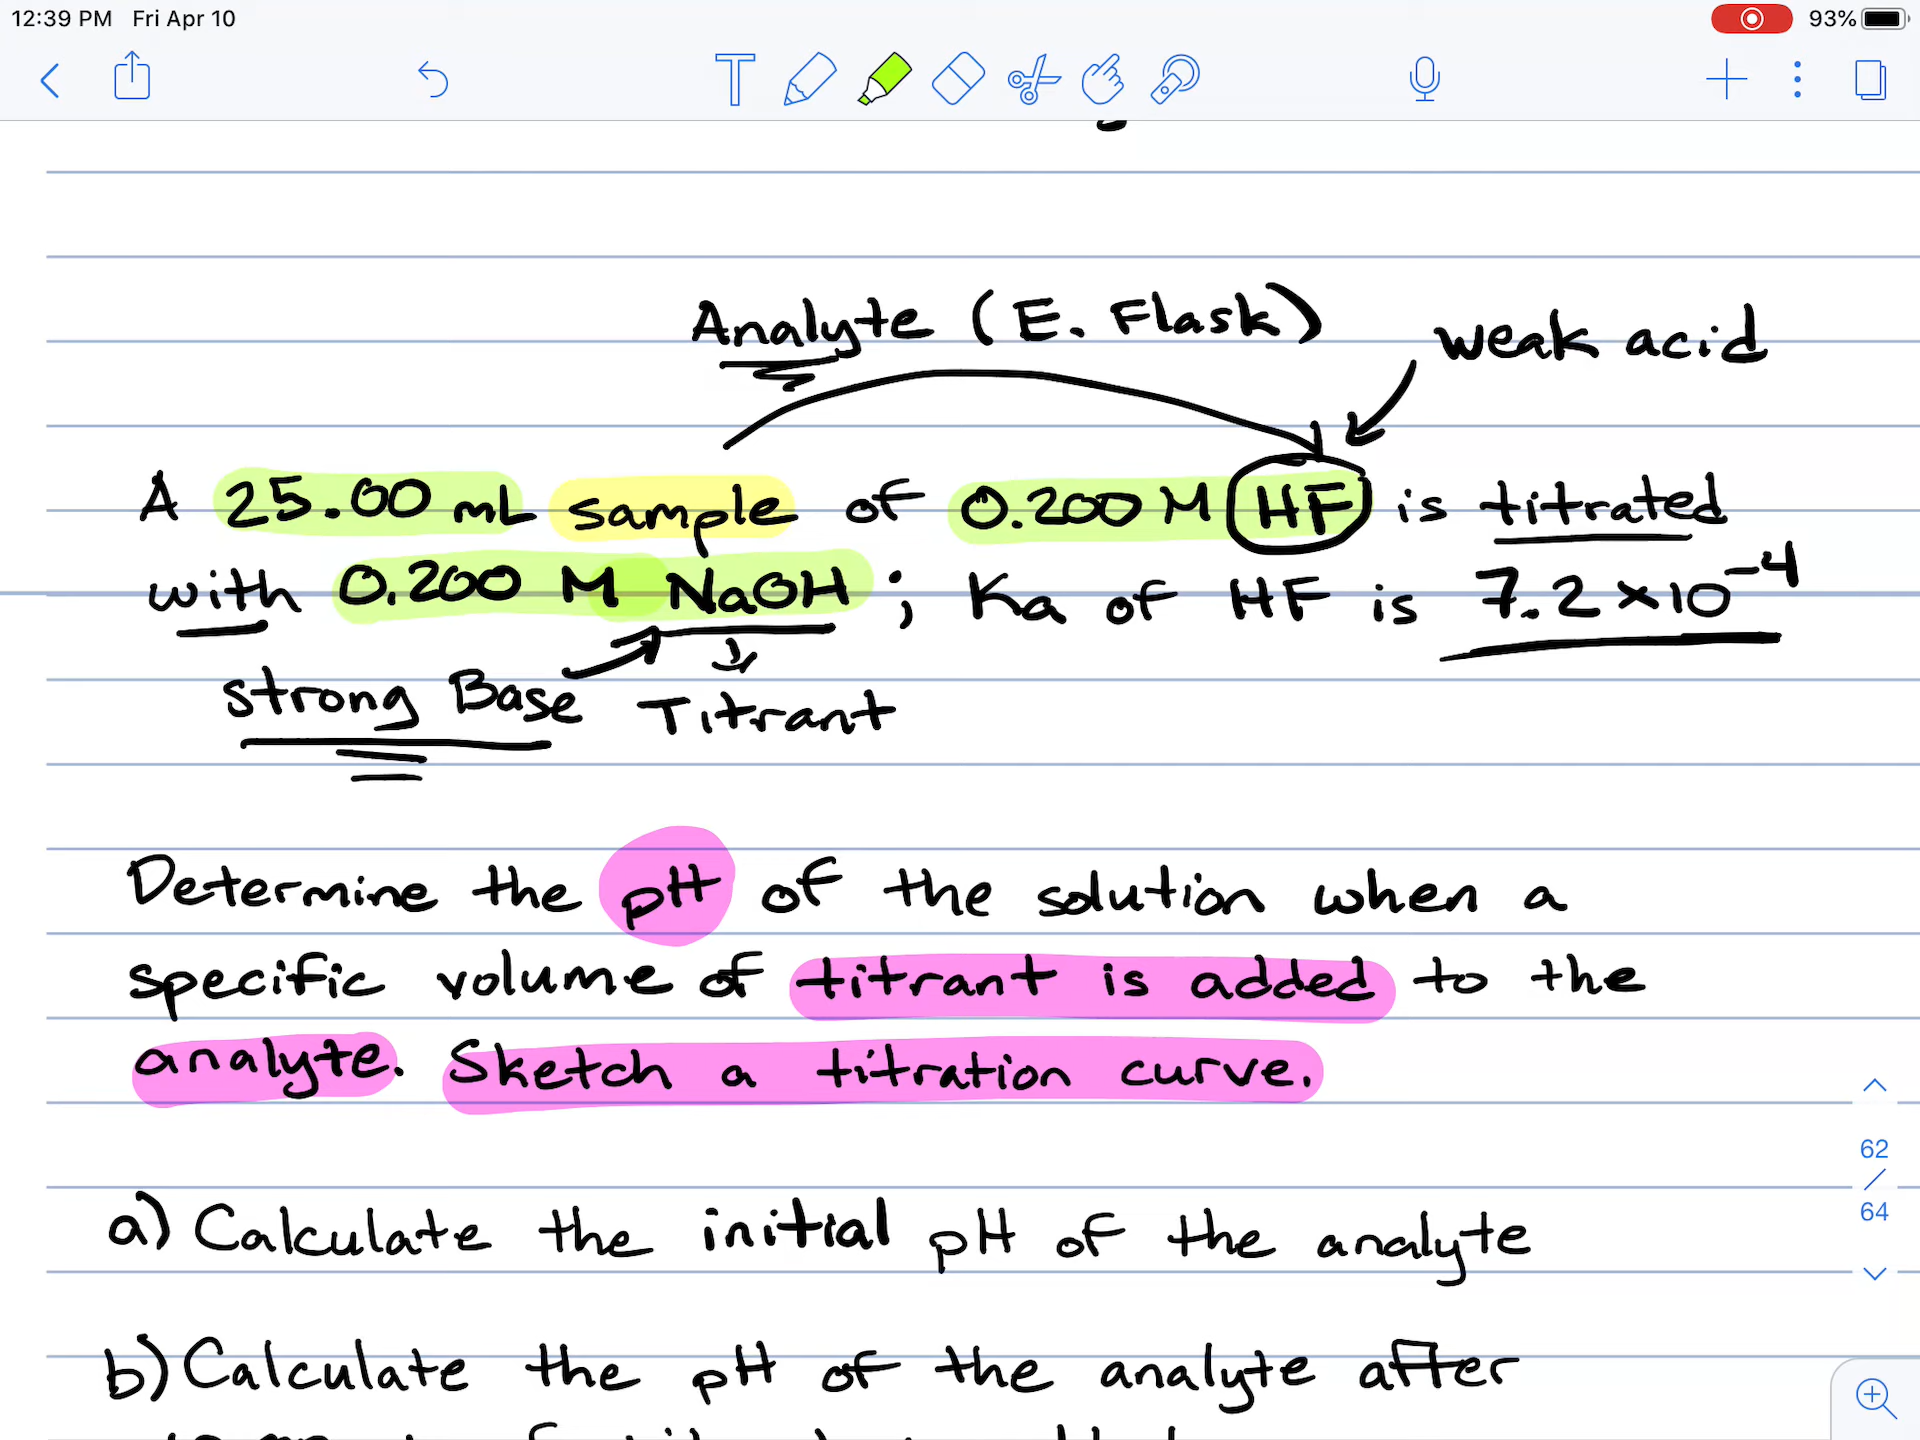 12:39 PM Fri Apr 10
93%
T
Analyte (E. Flask)
weak acid
A 25.00 mL sample of 0.200 M HF is titrated
with 0.200 M NaOH ; Ka of HF is 7.2 × 10⁻⁴
strong Base Titrant
Determine the pH of the solution when a
specific volume of titrant is added to the
analyte. Sketch a titration curve.
62
/
64
a) Calculate the initial pH of the analyte
b) Calculate the pH of the analyte after